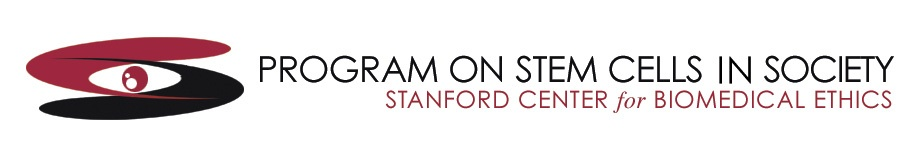 PROGRAM ON STEM CELLS IN SOCIETY
STANFORD CENTER for BIOMEDICAL ETHICS